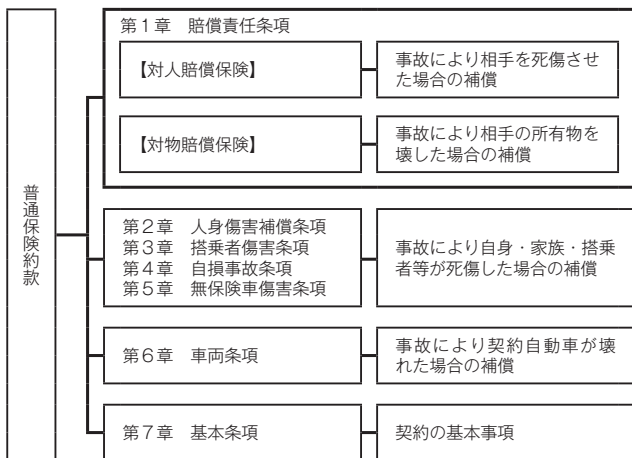 普通保険約款
第１章　賠償責任条項
【対人賠償保険】
事故により相手を死傷させ
た場合の補償
【対物賠償保険】
事故により相手の所有物を
壊した場合の補償
第２章　人身傷害補償条項
第３章　搭乗者傷害条項
第４章　自損事故条項
第５章　無保険車傷害条項
事故により自身・家族・搭乗
者等が死傷した場合の補償
第６章　車両条項
事故により契約自動車が壊
れた場合の補償
第７章　基本条項
契約の基本事項